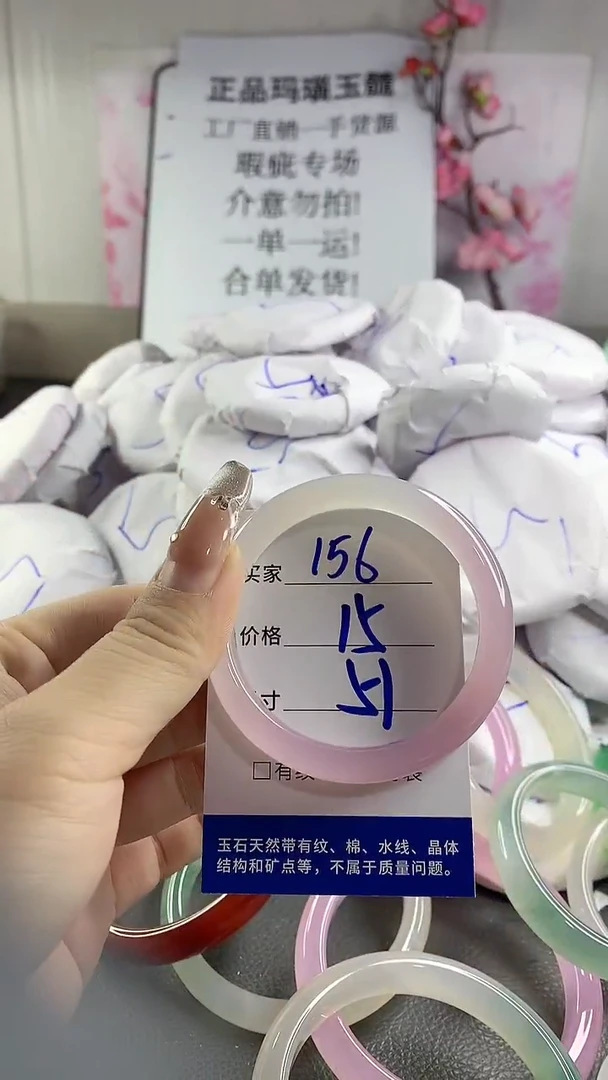 正品玛瑙玉髓
工厂直销一手货源
瑕疵专场
介意勿拍!
一单一运!
合单发货!
买家 156
价格 15
寸 51
□有纹
玉石天然带有纹、棉、水线、晶体
结构和矿点等，不属于质量问题。